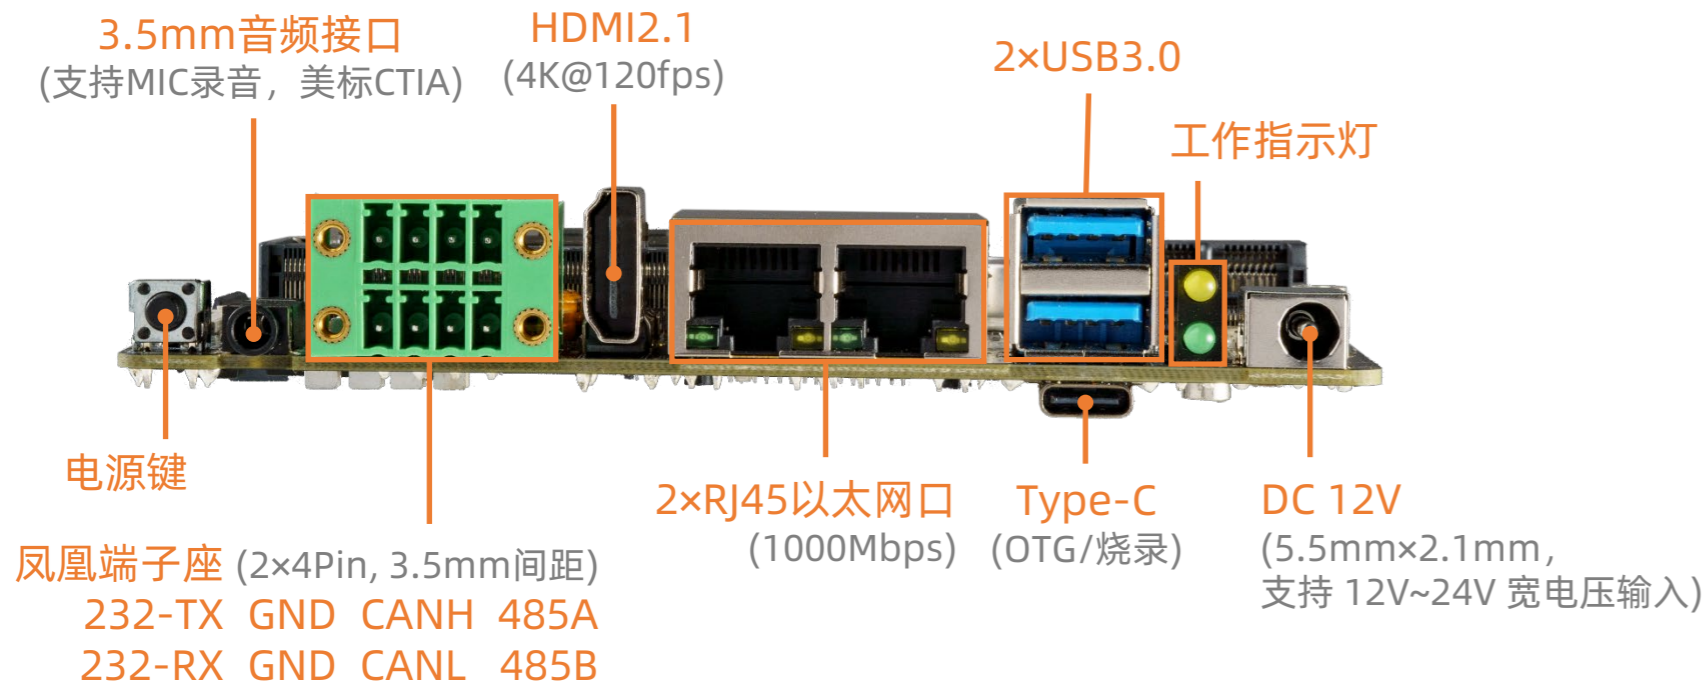 3.5mm音频接口
(支持MIC录音，美标CTIA)
HDMI2.1
(4K@120fps)
2×USB3.0
工作指示灯
电源键
凤凰端子座 (2×4Pin, 3.5mm间距)
232-TX GND CANH 485A
232-RX GND CANL 485B
2×RJ45以太网口
(1000Mbps)
Type-C
(OTG/烧录)
DC 12V
(5.5mm×2.1mm，
支持 12V~24V 宽电压输入)